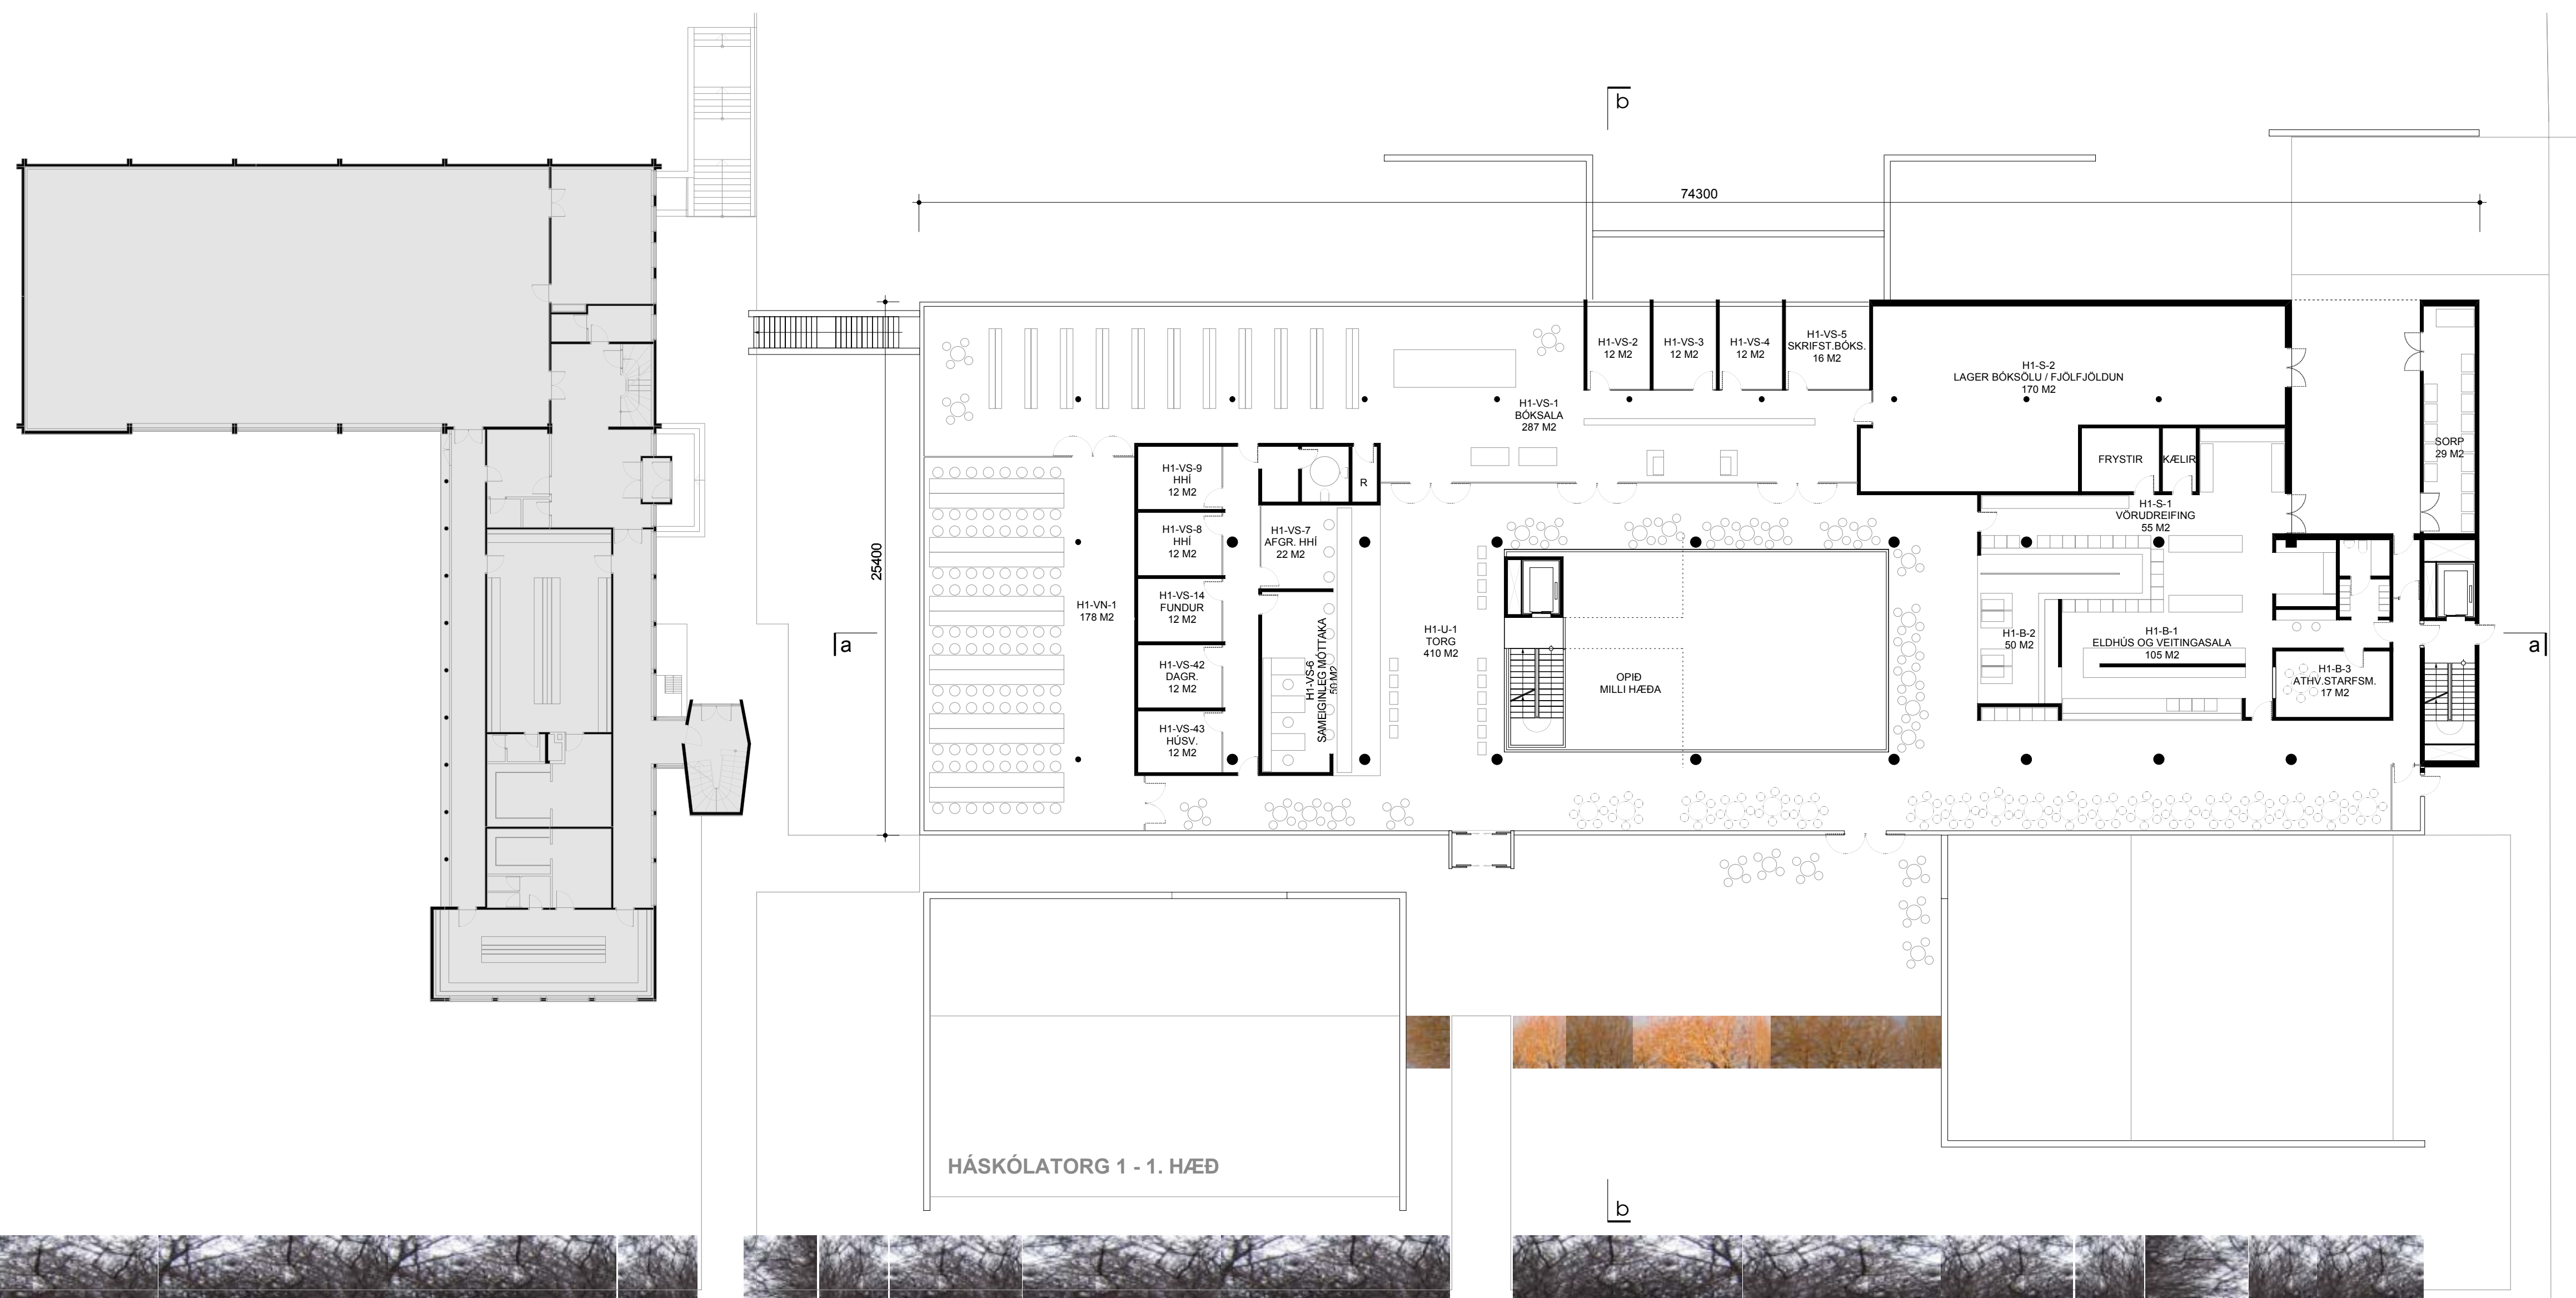 b
74300
H1-VS-2
12 M2
H1-VS-3
12 M2
H1-VS-4
12 M2
H1-VS-5
SKRIFST.BÓKS.
16 M2
H1-S-2
LAGER BÓKSÖLU / FJÖLFJÖLDUN
170 M2
H1-VS-1
BÓKSALA
287 M2
SORP
29 M2
FRYSTIR
KÆLIR
H1-VS-9
HHÍ
12 M2
R
H1-S-1
VÖRUDREIFING
55 M2
H1-VS-8
HHÍ
12 M2
H1-VS-7
AFGR. HHÍ
22 M2
25400
H1-VN-1
178 M2
H1-VS-14
FUNDUR
12 M2
H1-U-1
TORG
410 M2
H1-B-2
50 M2
H1-B-1
ELDHÚS OG VEITINGASALA
105 M2
a
a
H1-VS-42
DAGR.
12 M2
H1-VS-6
SAMEIGINLEG MÓTTAKA
50 M2
OPIÐ
MILLI HÆÐA
H1-B-3
ATHV.STARFSM.
17 M2
H1-VS-43
HÚSV.
12 M2
HÁSKÓLATORG 1 - 1. HÆÐ
b